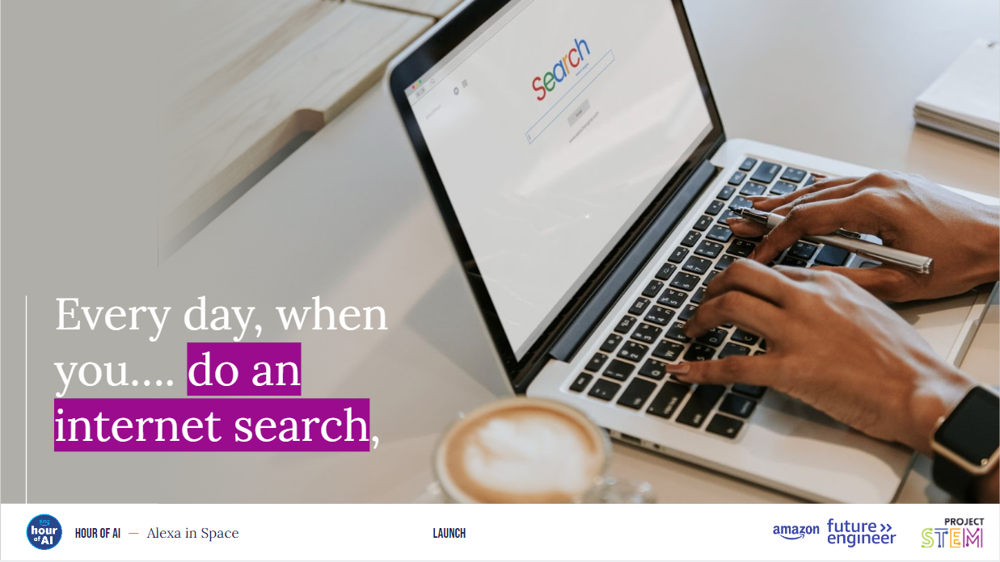 search
Every day, when
you.... do an
internet search,
hour
of AI
HOUR OF AI — Alexa in Space
LAUNCH
amazon
future
engineer
PROJECT
STEM